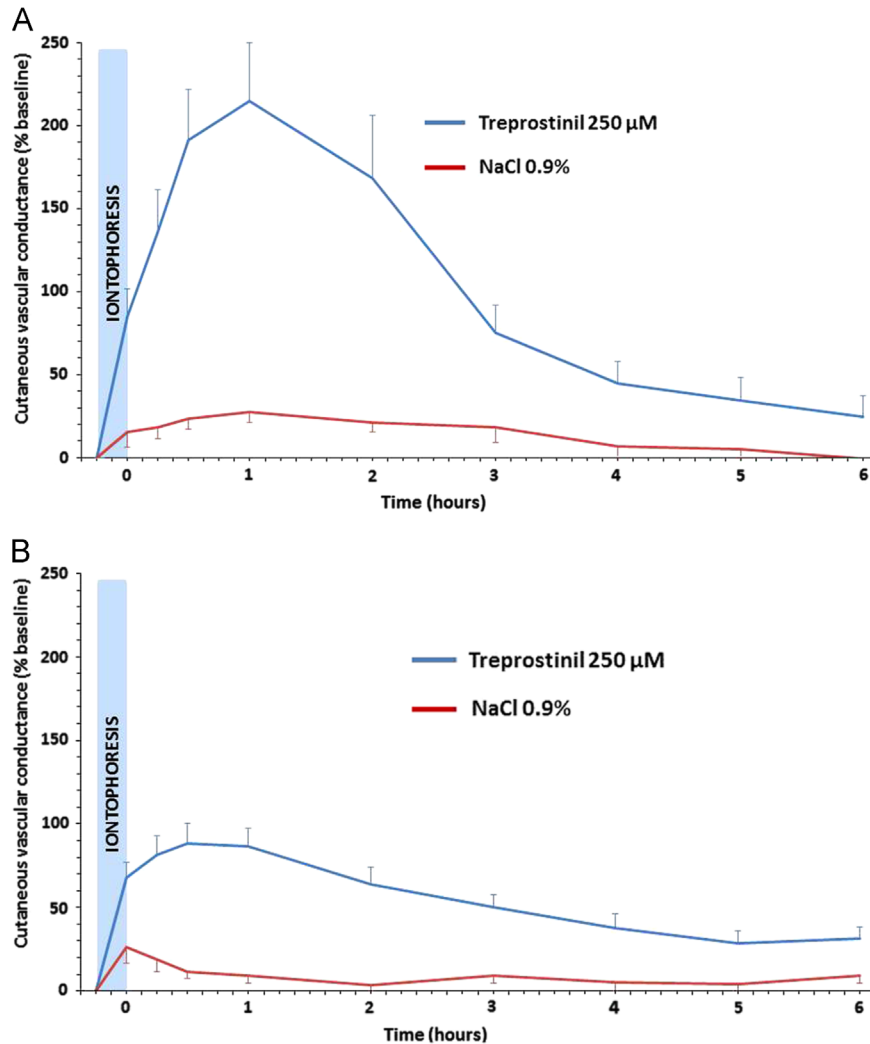 A
250
200
150
100
50
0
Cutaneous vascular conductance (% baseline)
IONTOPHORESIS
Treprostinil 250 µM
NaCl 0.9%
0 1 2 3 4 5 6
Time (hours)
B
250
200
150
100
50
0
Cutaneous vascular conductance (% baseline)
IONTOPHORESIS
Treprostinil 250 µM
NaCl 0.9%
0 1 2 3 4 5 6
Time (hours)